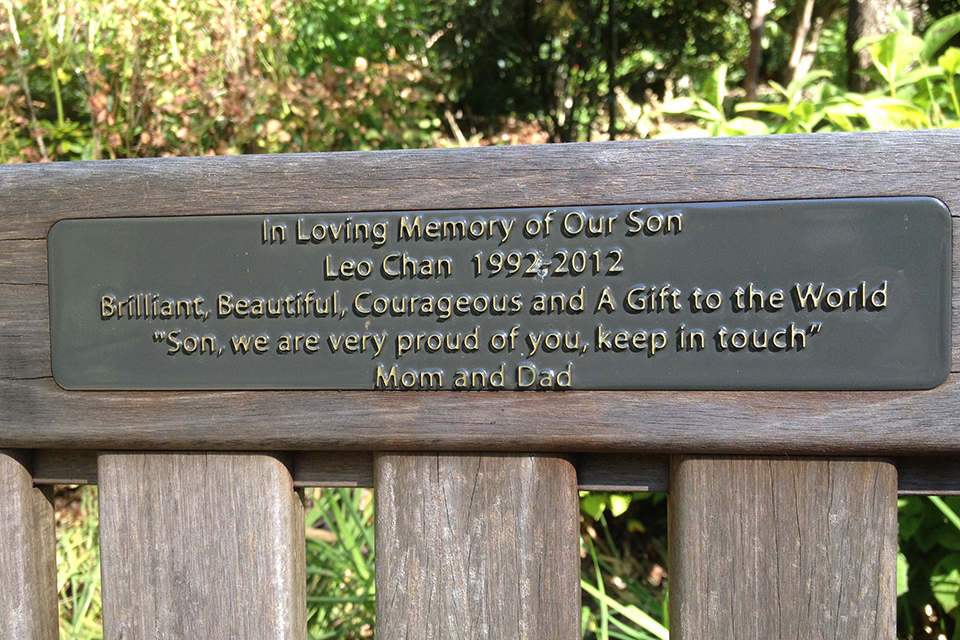 In Loving Memory of Our Son
Leo Chan 1992-2012
Brilliant, Beautiful, Courageous and A Gift to the World
"Son, we are very proud of you, keep in touch"
Mom and Dad